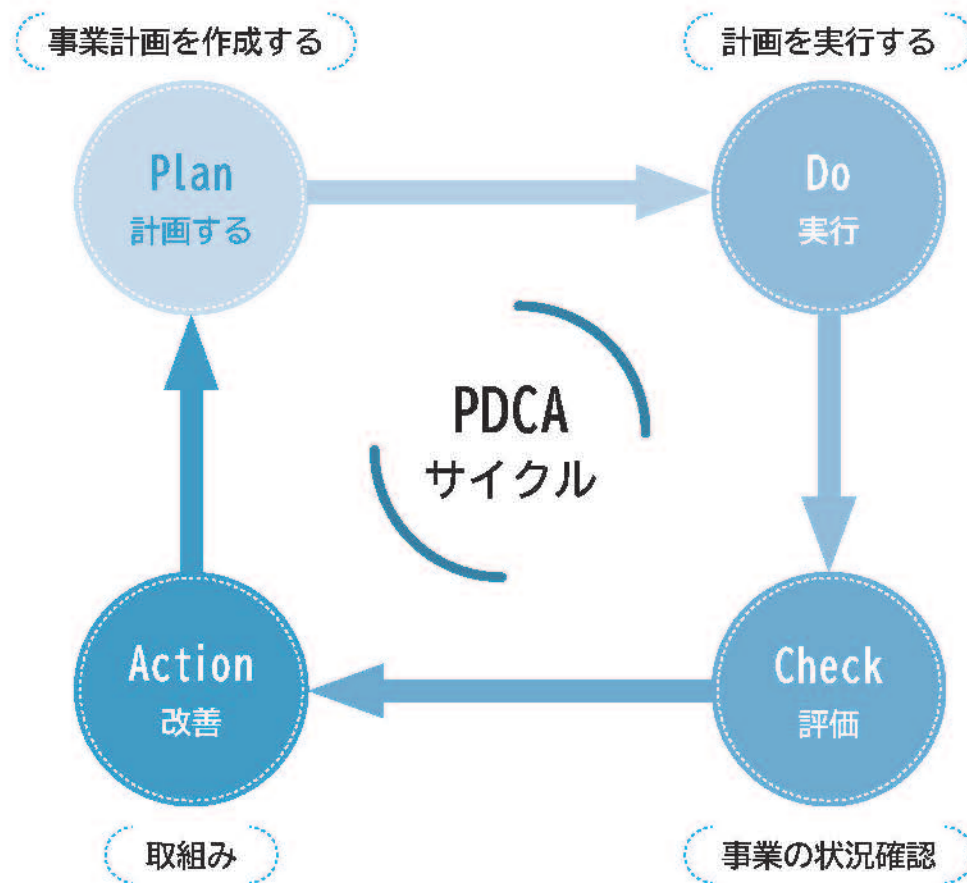 事業計画を作成する
計画を実行する
Plan
計画する
Do
実行
PDCA
サイクル
Action
改善
Check
評価
取組み
事業の状況確認